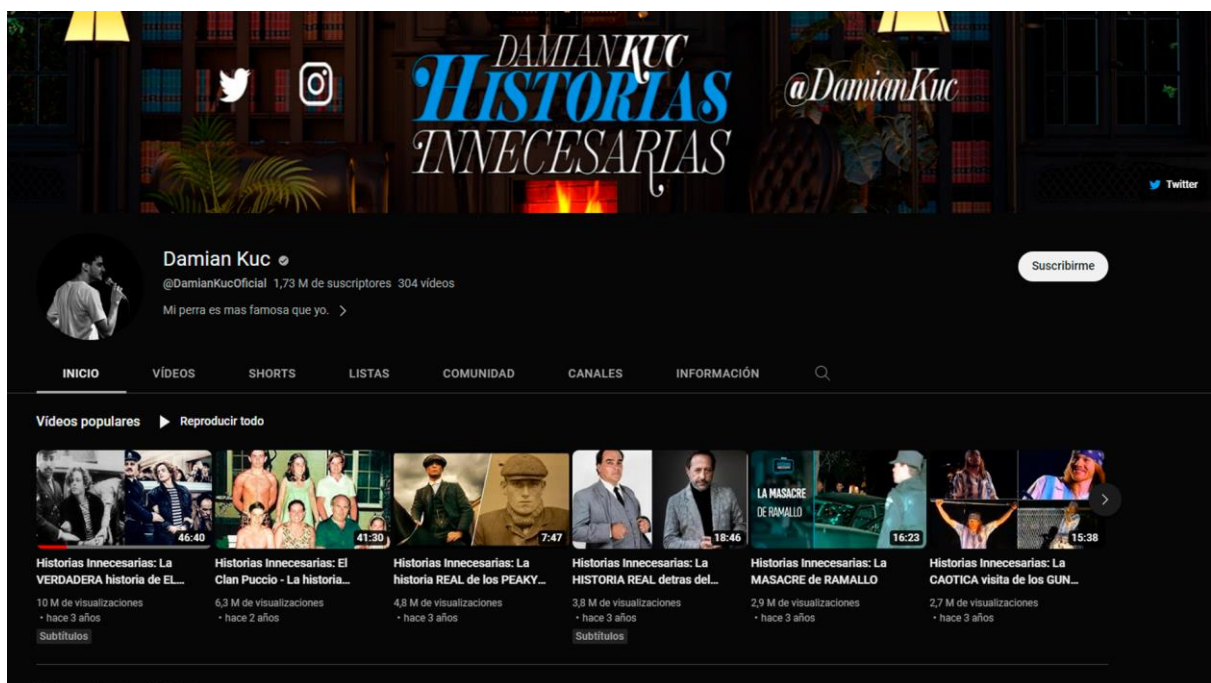 DAMIANKUC
HISTORIAS
INNECESARIAS
@DamianKuc
Twitter
Damian Kuc
@DamianKucOficial 1,73 M de suscriptores 304 vídeos
Mi perra es mas famosa que yo.
Suscribirme
INICIO VÍDEOS SHORTS LISTAS COMUNIDAD CANALES INFORMACIÓN
Vídeos populares Reproducir todo
46:40
41:30
7:47
18:46
LA MASACRE
DE RAMALLO
16:23
15:38
Historias Innecesarias: La
VERDADERA historia de EL...
10 M de visualizaciones
• hace 3 años
Subtítulos
Historias Innecesarias: El
Clan Puccio - La historia...
6,3 M de visualizaciones
• hace 2 años
Historias Innecesarias: La
historia REAL de los PEAKY...
4,8 M de visualizaciones
• hace 3 años
Historias Innecesarias: La
HISTORIA REAL detras del...
3,8 M de visualizaciones
• hace 3 años
Subtítulos
Historias Innecesarias: La
MASACRE de RAMALLO
2,9 M de visualizaciones
• hace 3 años
Historias Innecesarias: La
CAOTICA visita de los GUN...
2,7 M de visualizaciones
• hace 3 años